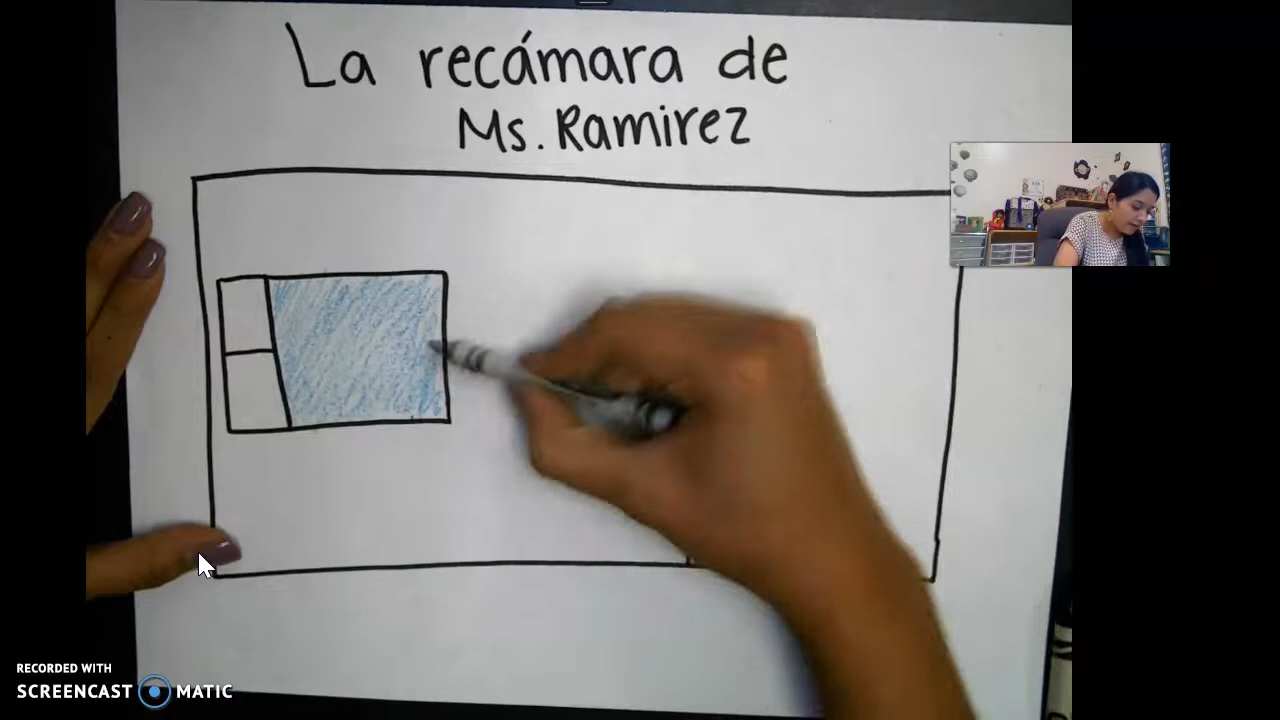 La recámara de
Ms. Ramirez
RECORDED WITH
SCREENCAST MATIC